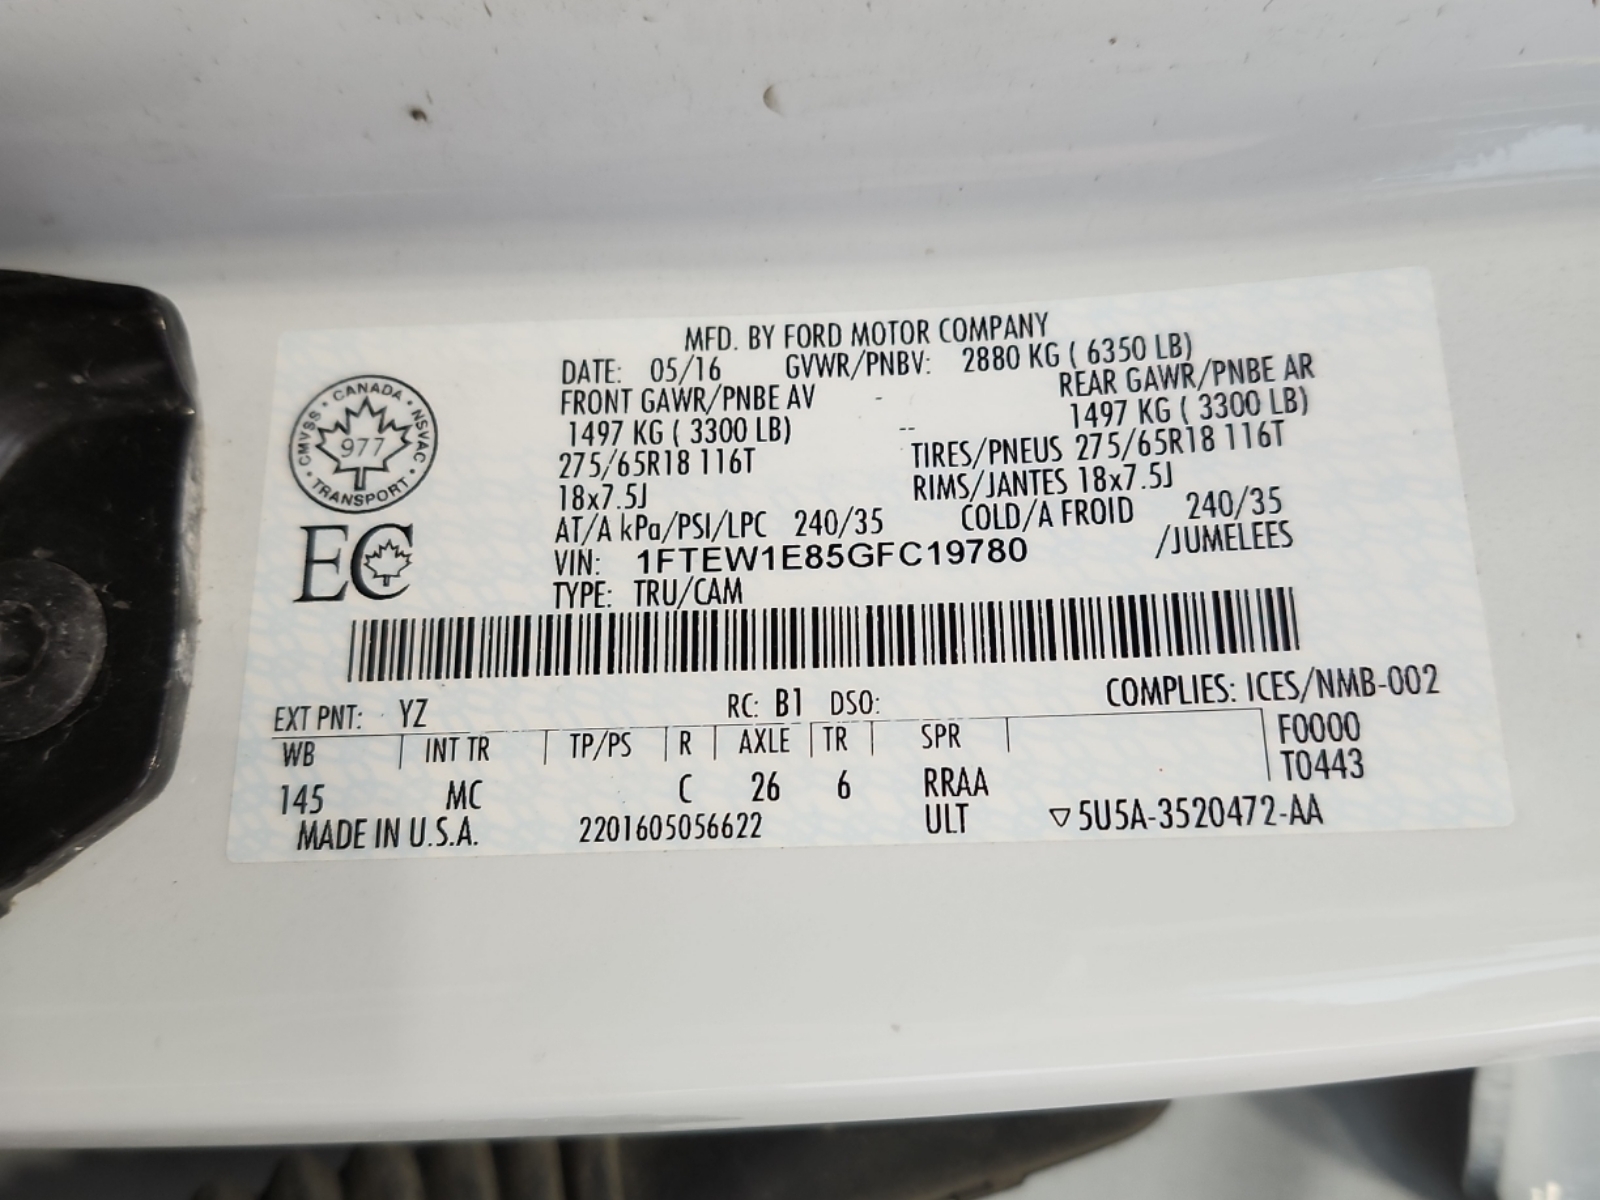 MFD. BY FORD MOTOR COMPANY
DATE: 05/16 GVWR/PNBV: 2880 KG ( 6350 LB)
FRONT GAWR/PNBE AV - REAR GAWR/PNBE AR
1497 KG ( 3300 LB) -- 1497 KG ( 3300 LB)
275/65R18 116T TIRES/PNEUS 275/65R18 116T
18x7.5J RIMS/JANTES 18x7.5J
AT/A kPa/PSI/LPC 240/35 COLD/A FROID 240/35
VIN: 1FTEW1E85GFC19780 /JUMELEES
TYPE: TRU/CAM
CANADA
CMVSS NSVAC
977
TRANSPORT
EC
EXT PNT: YZ RC: B1 DSO: COMPLIES: ICES/NMB-002
WB INT TR TP/PS R AXLE TR SPR F0000
T0443
145 MC C 26 6 RRAA
MADE IN U.S.A. 2201605056622 ULT ▽5U5A-3520472-AA